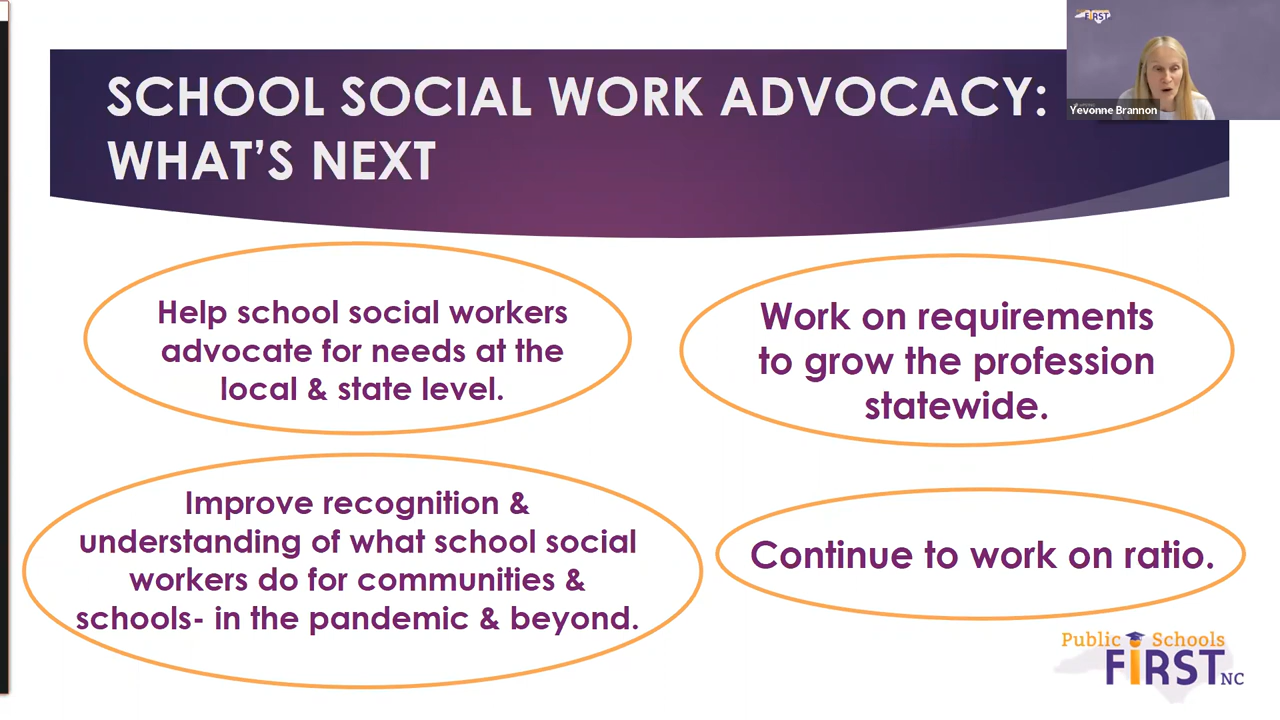 SCHOOL SOCIAL WORK ADVOCACY:
WHAT'S NEXT
FiRST
Yevonne Brannon
Help school social workers
advocate for needs at the
local & state level.
Work on requirements
to grow the profession
statewide.
Improve recognition &
understanding of what school social
workers do for communities &
schools- in the pandemic & beyond.
Continue to work on ratio.
Public Schools
FiRST NC